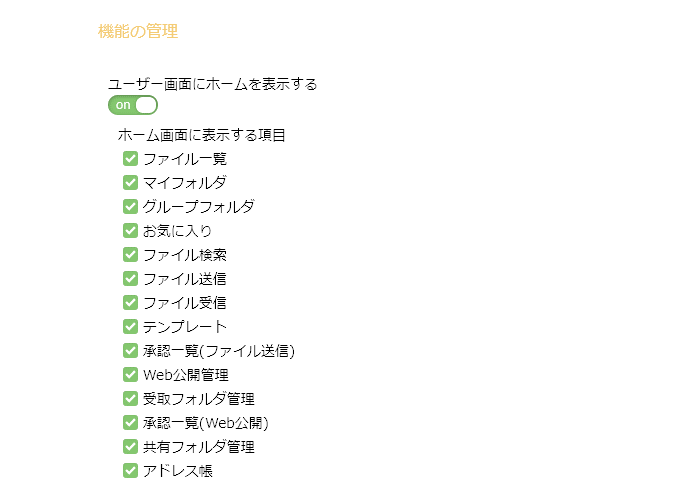 機能の管理
ユーザー画面にホームを表示する
on
ホーム画面に表示する項目
ファイル一覧
マイフォルダ
グループフォルダ
お気に入り
ファイル検索
ファイル送信
ファイル受信
テンプレート
承認一覧(ファイル送信)
Web公開管理
受取フォルダ管理
承認一覧(Web公開)
共有フォルダ管理
アドレス帳